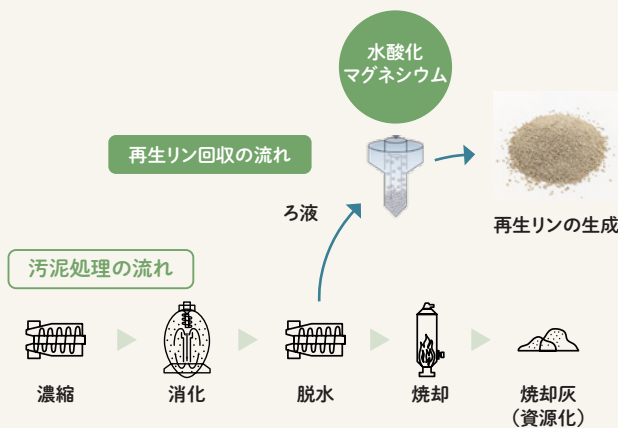 水酸化
マグネシウム
再生リン回収の流れ
ろ液
再生リンの生成
汚泥処理の流れ
濃縮
消化
脱水
焼却
焼却灰
（資源化）